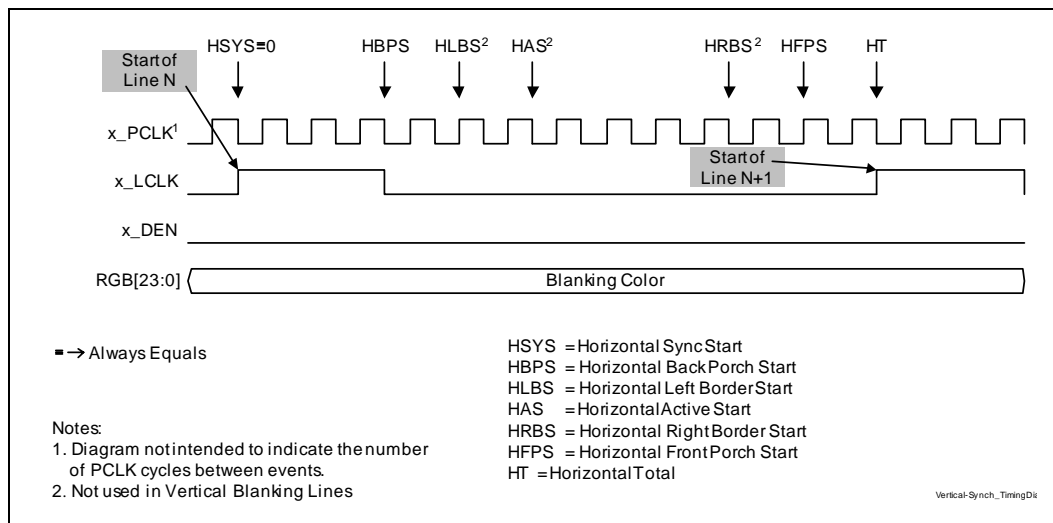 HSYS=0 HBPS HLBS² HAS² HRBS² HFPS HT
Start of
Line N
x_PCLK¹
Start of
Line N+1
x_LCLK
x_DEN
RGB[23:0] Blanking Color
= → Always Equals
Notes:
1. Diagram not intended to indicate the number
of PCLK cycles between events.
2. Not used in Vertical Blanking Lines
HSYS = Horizontal Sync Start
HBPS = Horizontal Back Porch Start
HLBS = Horizontal Left Border Start
HAS = Horizontal Active Start
HRBS = Horizontal Right Border Start
HFPS = Horizontal Front Porch Start
HT = Horizontal Total
Vertical-Synch_TimingDia